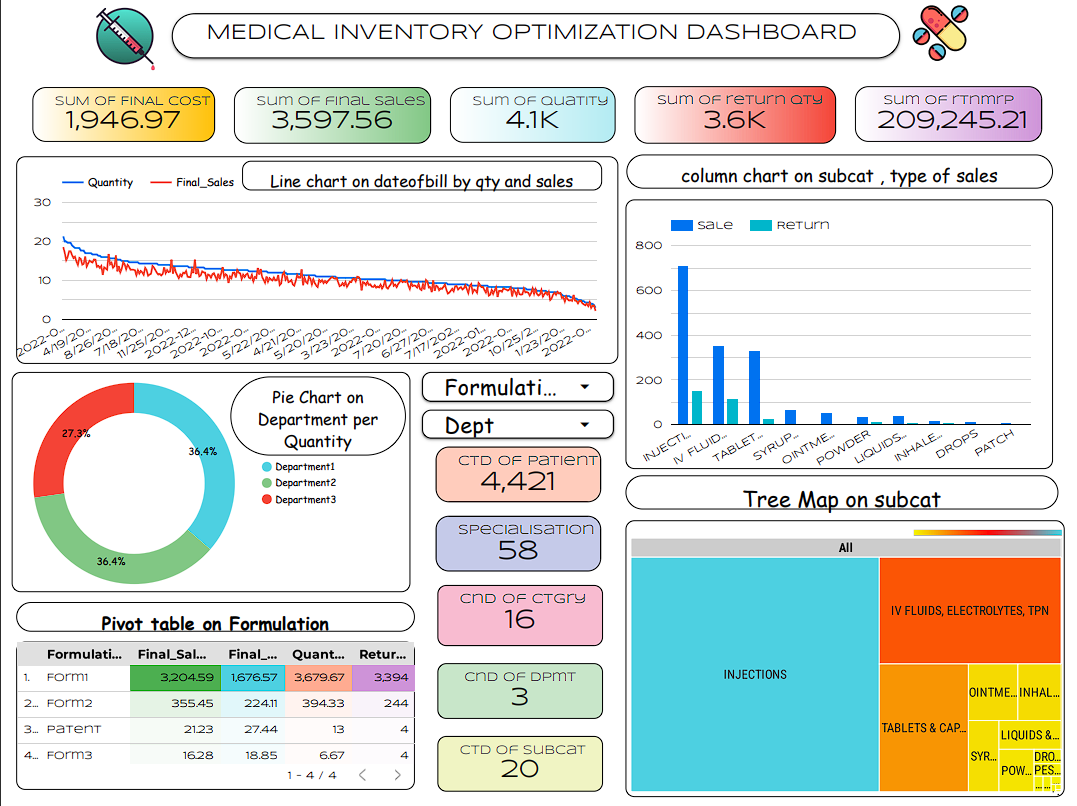 MEDICAL INVENTORY OPTIMIZATION DASHBOARD
SUM OF FINAL COST
1,946.97
SUM OF FINAL SALES
3,597.56
SUM OF QUATITY
4.1K
SUM OF RETURN QTY
3.6K
SUM OF RTNMRP
209,245.21
Quantity
Final_Sales
Line chart on dateofbill by qty and sales
30
20
10
0
2022-0...
4/19/20...
8/26/20...
7/18/20...
11/25/20...
2022-12...
2022-10...
2022-0...
5/22/20...
4/21/20...
5/20/20...
3/23/20...
2022-0...
7/20/20...
6/27/20...
7/17/202...
2022-01...
2022-0...
10/25/2...
1/23/20...
2022-0...
column chart on subcat , type of sales
Sale
Return
800
600
400
200
0
INJECTI...
IV FLUID...
TABLET...
SYRUP...
OINTME...
POWDER
LIQUIDS...
INHALE...
DROPS
PATCH
Pie Chart on
Department per
Quantity
27.3%
36.4%
36.4%
Department1
Department2
Department3
Formulati...
Dept
CTD OF PATIENT
4,421
SPECIALISATION
58
CND OF CTGRY
16
CND OF DPMT
3
CTD OF SUBCAT
20
Tree Map on subcat
All
INJECTIONS
IV FLUIDS, ELECTROLYTES, TPN
TABLETS & CAP...
OINTME...
INHAL...
SYR...
LIQUIDS &...
POW...
DRO...
PES...
Pivot table on Formulation
Formulati... Final_Sal... Final_... Quant... Retur...
1. Form1 3,204.59 1,676.57 3,679.67 3,394
2... Form2 355.45 224.11 394.33 244
3... Patent 21.23 27.44 13 4
4... Form3 16.28 18.85 6.67 4
1 - 4 / 4